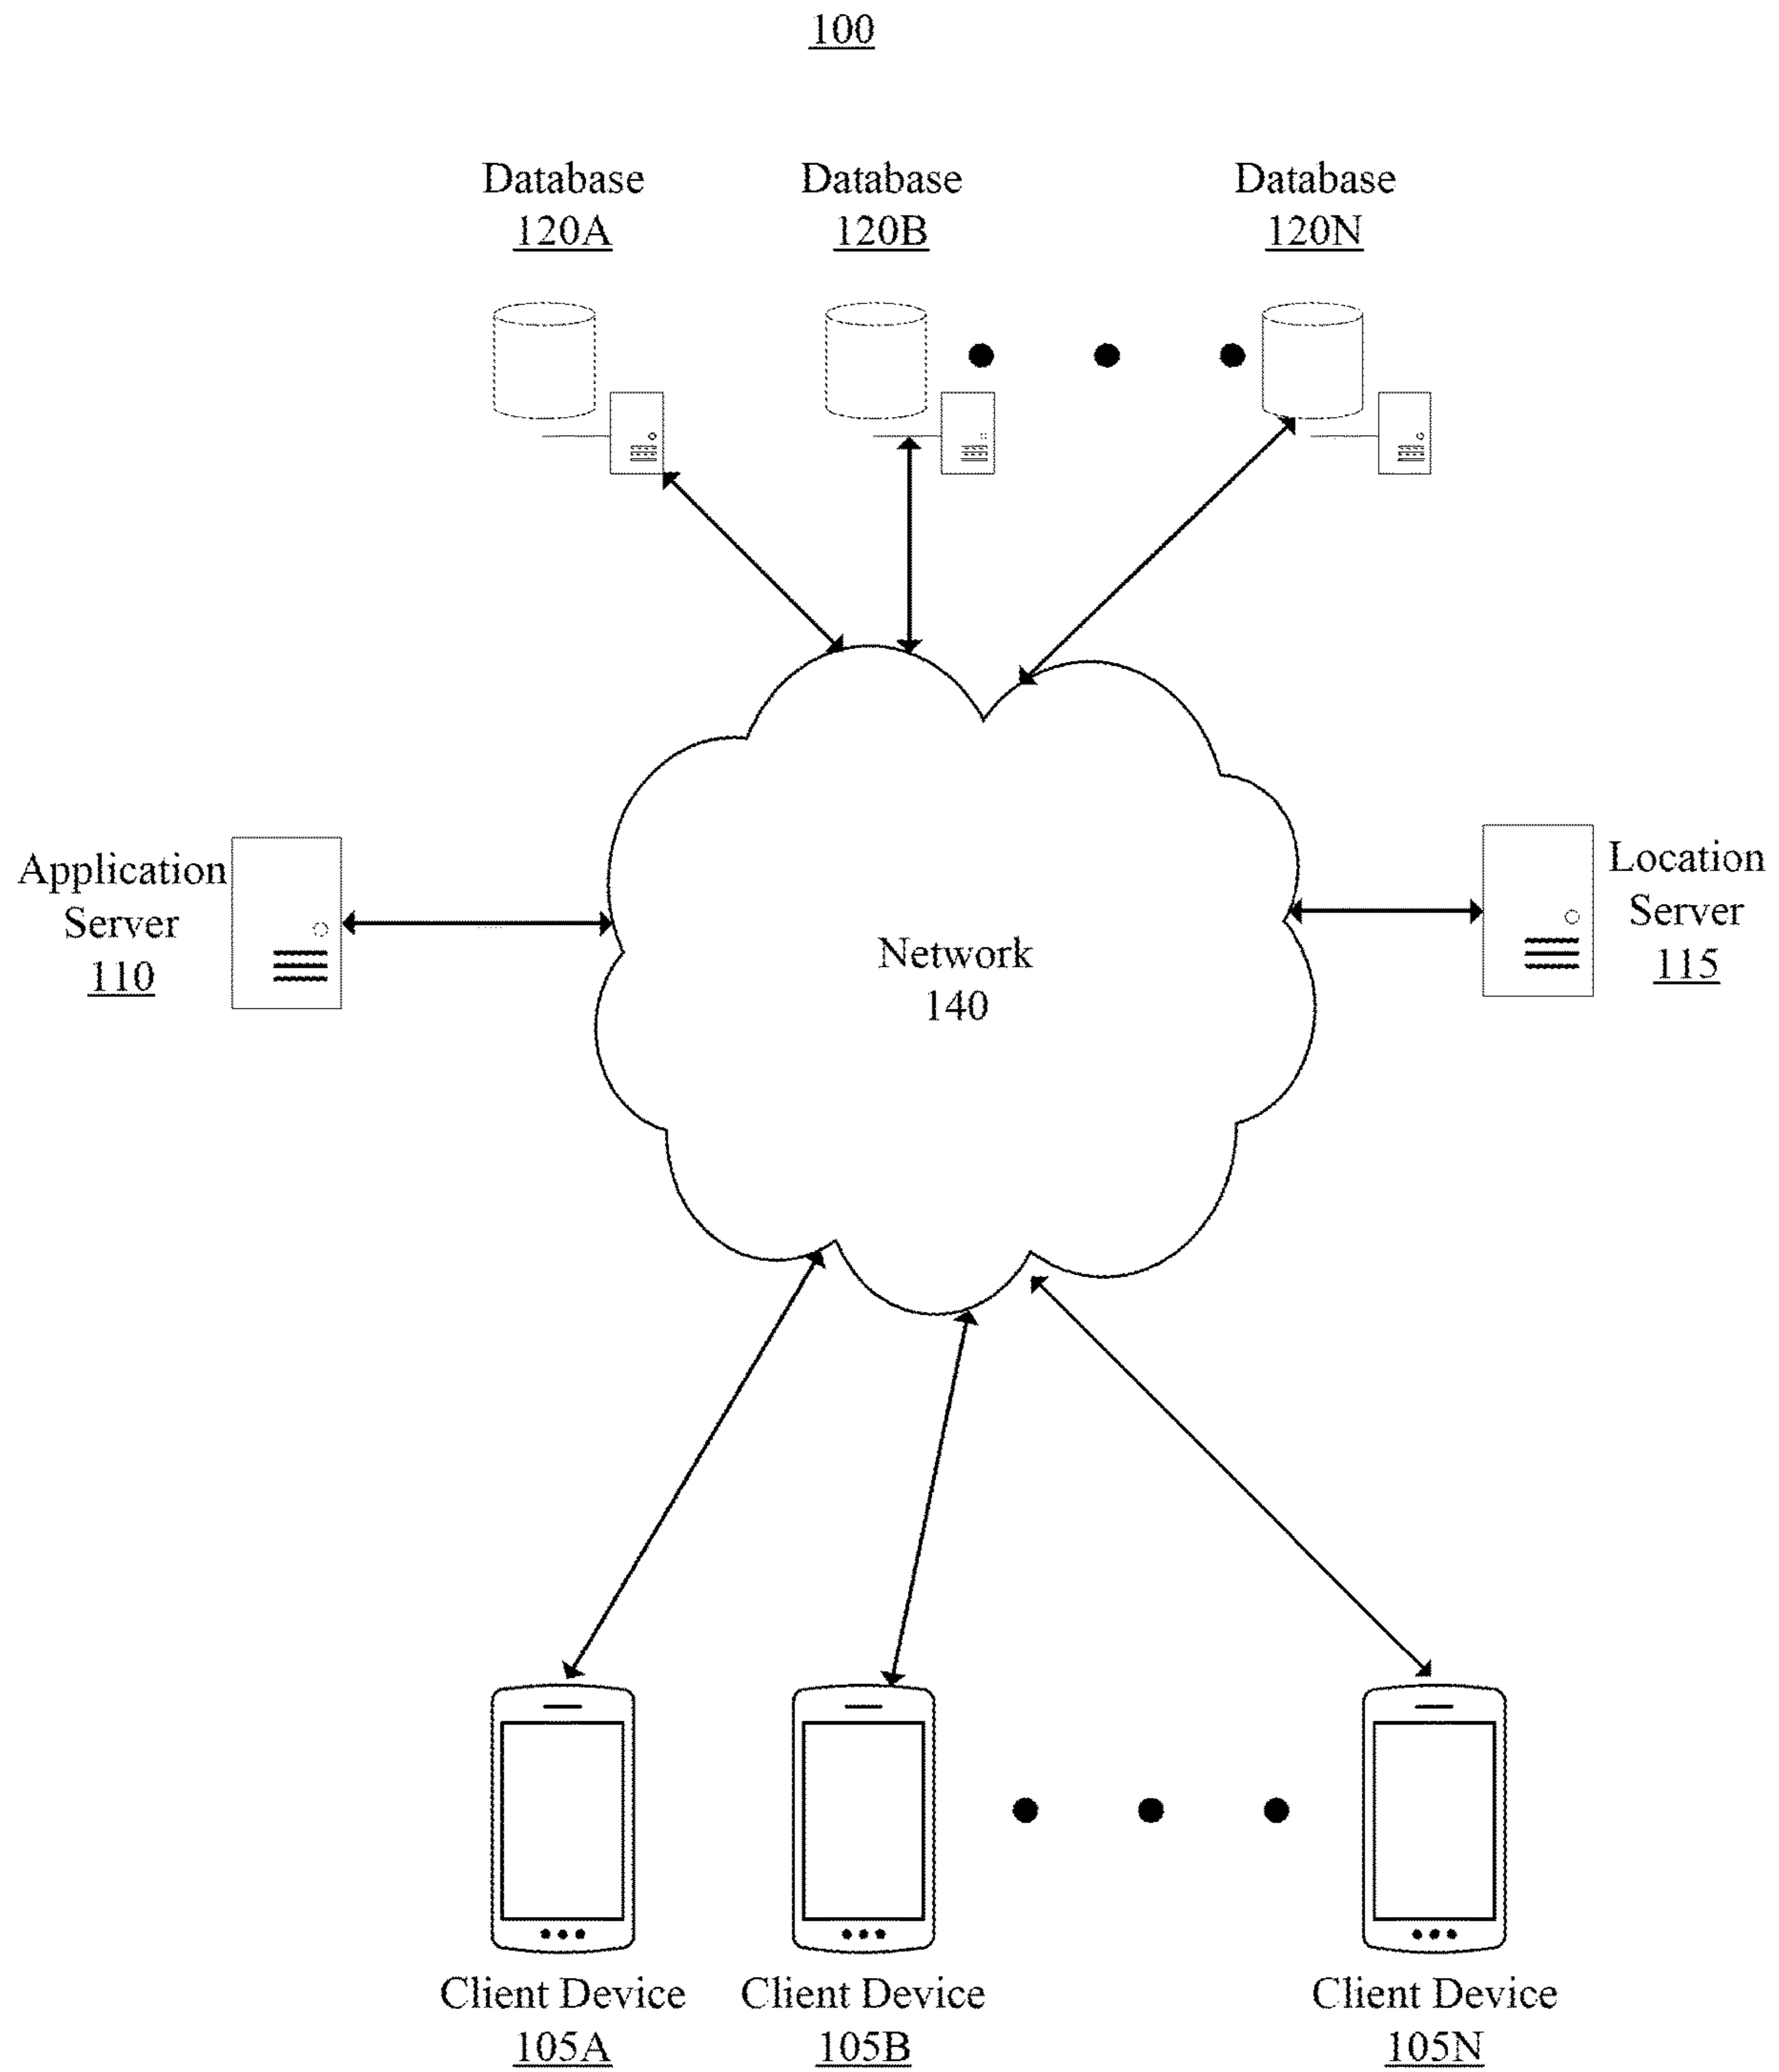 100
Database
120A
Database
120B
Database
120N
Application
Server
110
Network
140
Location
Server
115
Client Device
105A
Client Device
105B
Client Device
105N